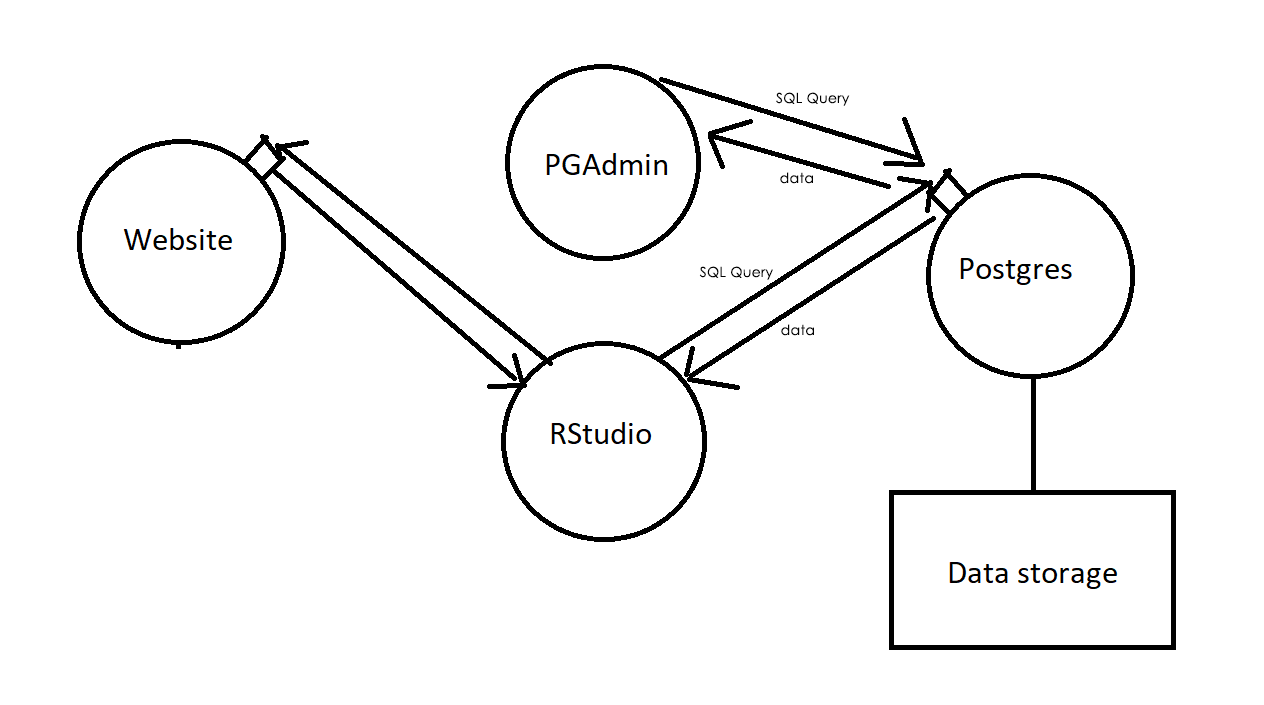 SQL Query
PGAdmin
data
Website
SQL Query
Postgres
data
RStudio
Data storage